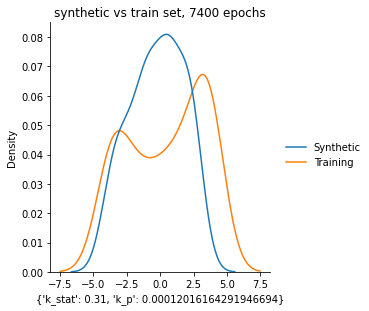 synthetic vs train set, 7400 epochs
0.08
0.07
0.06
0.05
0.04
0.03
0.02
0.01
0.00
Density
−7.5 −5.0 −2.5 0.0 2.5 5.0 7.5
{'k_stat': 0.31, 'k_p': 0.00012016164291946694}
Synthetic
Training